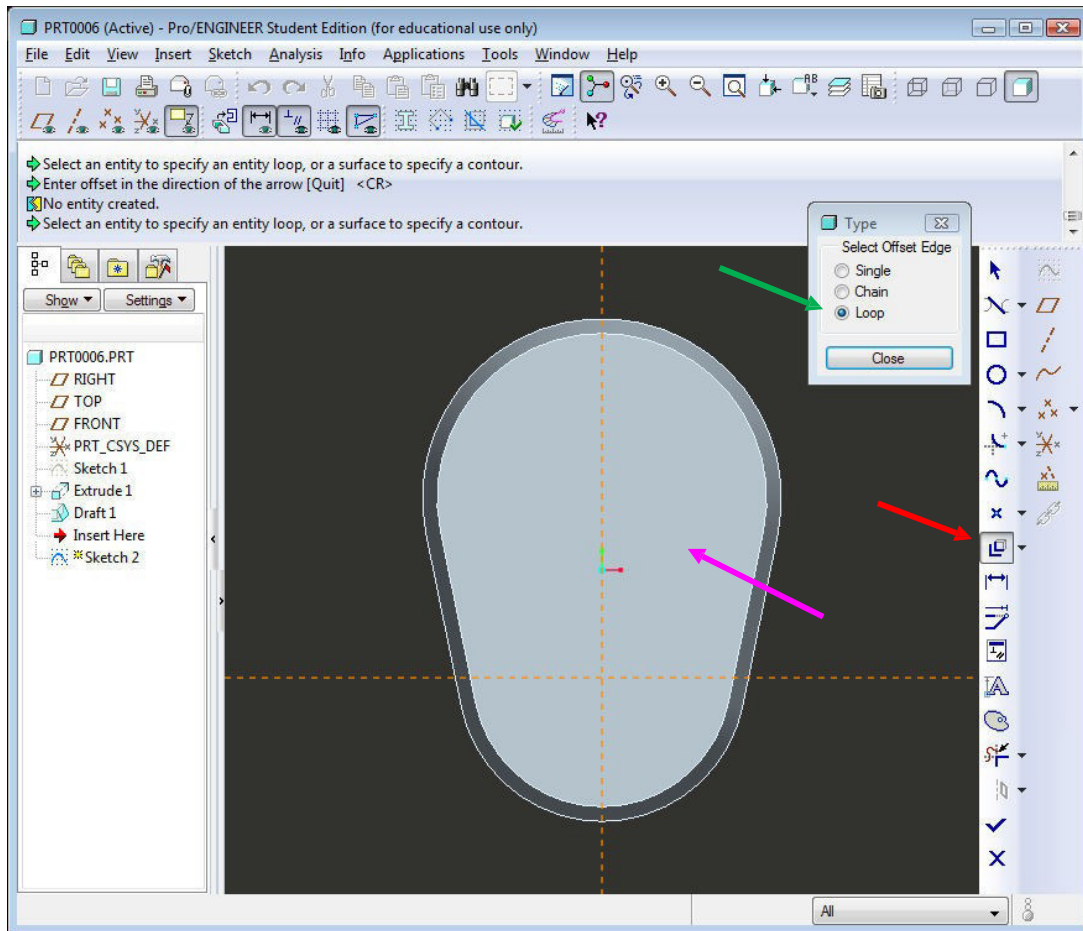 PRT0006 (Active) - Pro/ENGINEER Student Edition (for educational use only)
File Edit View Insert Sketch Analysis Info Applications Tools Window Help
Select an entity to specify an entity loop, or a surface to specify a contour.
Enter offset in the direction of the arrow [Quit] <CR>
No entity created.
Select an entity to specify an entity loop, or a surface to specify a contour.
Type
Select Offset Edge
Single
Chain
Loop
Close
Show Settings
PRT0006.PRT
RIGHT
TOP
FRONT
PRT_CSYS_DEF
Sketch 1
Extrude 1
Draft 1
Insert Here
Sketch 2
All